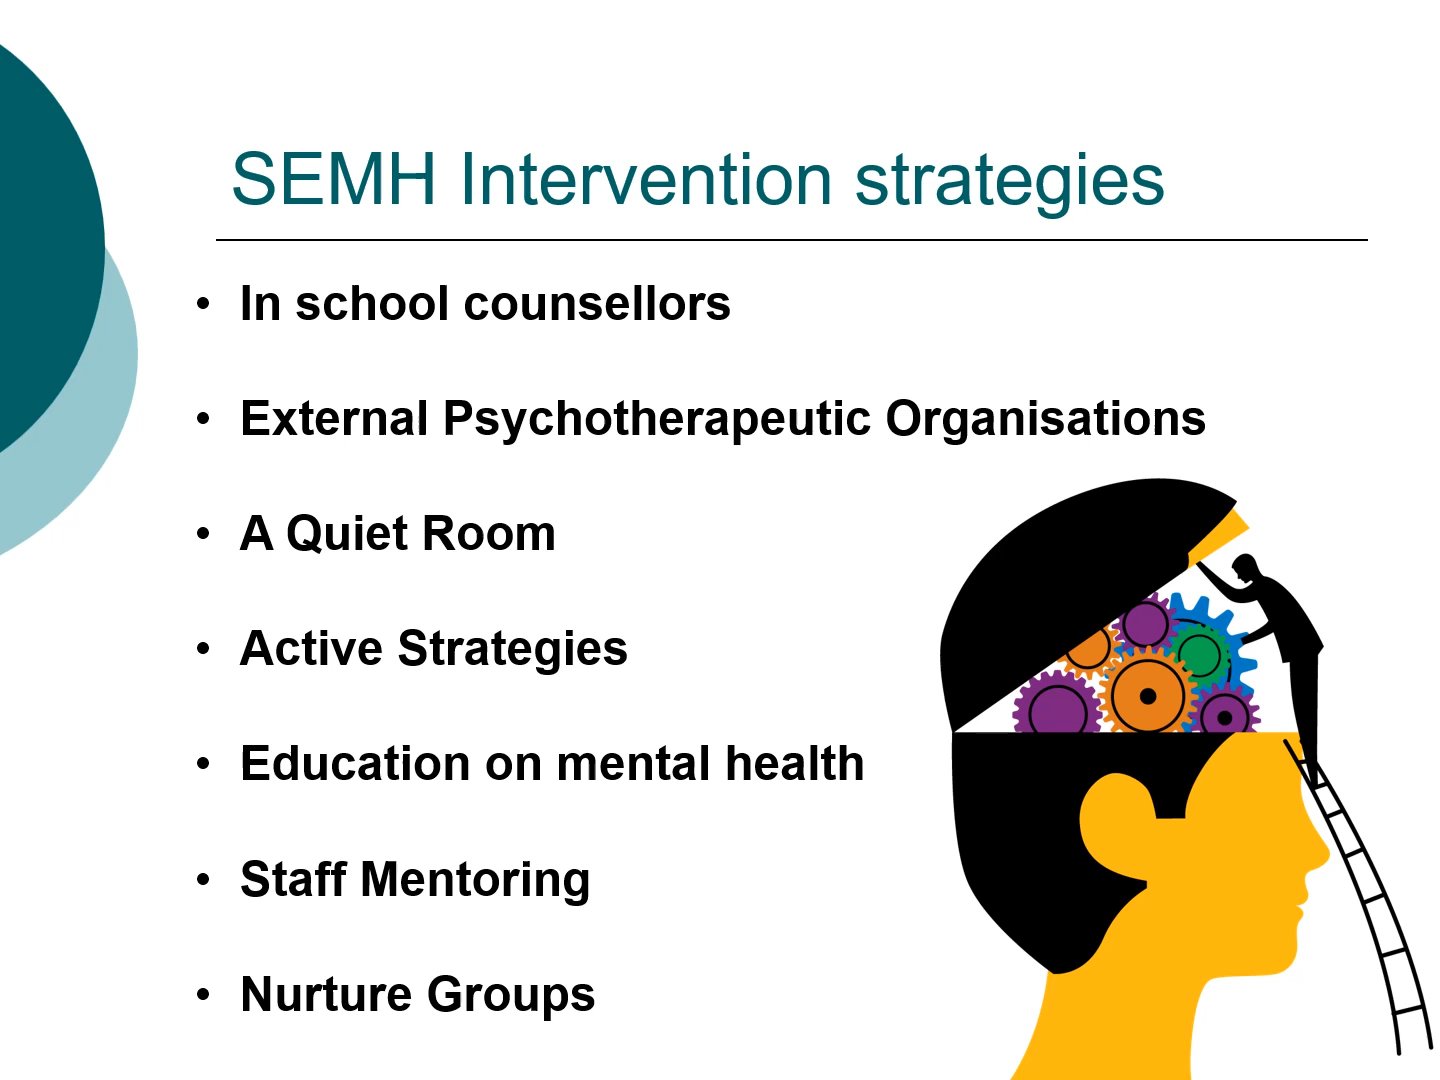 SEMH Intervention strategies
• In school counsellors
• External Psychotherapeutic Organisations
• A Quiet Room
• Active Strategies
• Education on mental health
• Staff Mentoring
• Nurture Groups